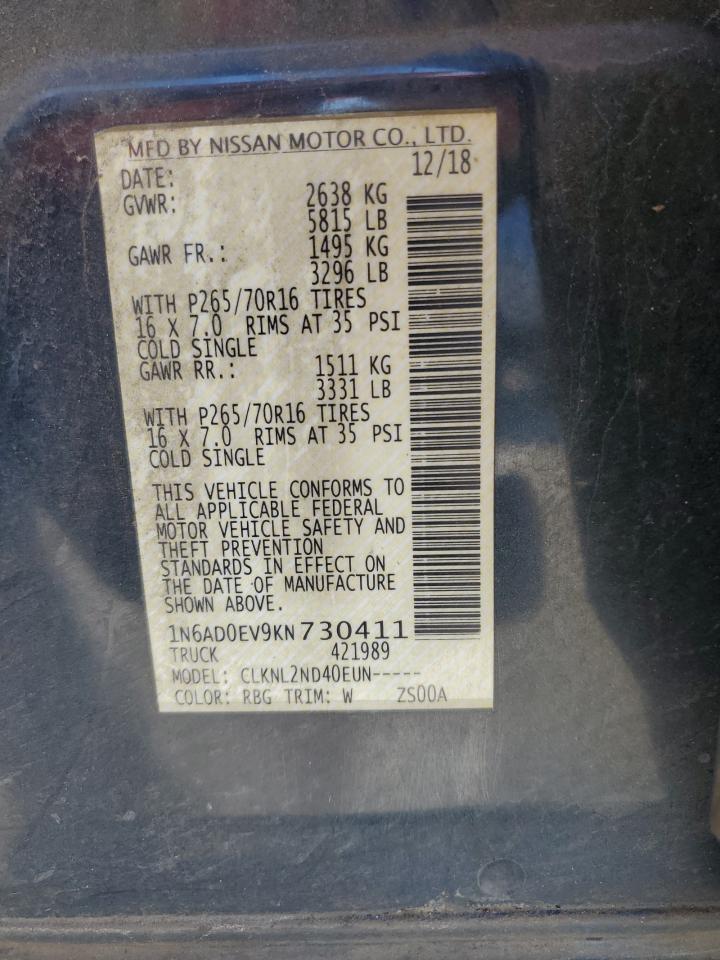 MFD BY NISSAN MOTOR CO., LTD.
DATE: 12/18
GVWR: 2638 KG
5815 LB
GAWR FR.: 1495 KG
3296 LB
WITH P265/70R16 TIRES
16 X 7.0 RIMS AT 35 PSI
COLD SINGLE
GAWR RR.: 1511 KG
3331 LB
WITH P265/70R16 TIRES
16 X 7.0 RIMS AT 35 PSI
COLD SINGLE
THIS VEHICLE CONFORMS TO
ALL APPLICABLE FEDERAL
MOTOR VEHICLE SAFETY AND
THEFT PREVENTION
STANDARDS IN EFFECT ON
THE DATE OF MANUFACTURE
SHOWN ABOVE.
1N6AD0EV9KN730411
TRUCK 421989
MODEL: CLKNL2ND40EUN-----
COLOR: RBG TRIM: W ZS00A